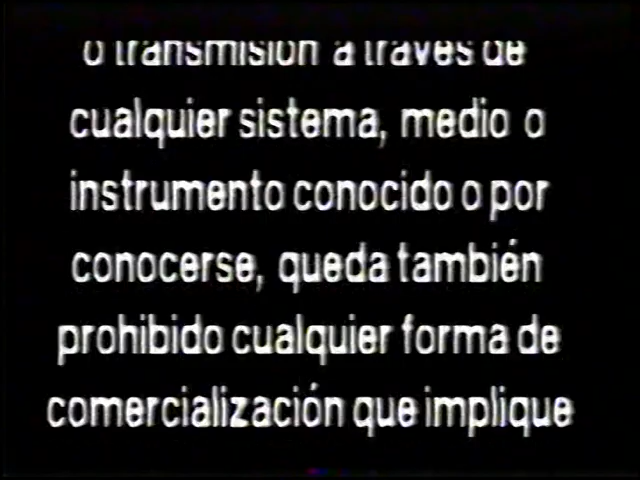 o transmisión a través de
cualquier sistema, medio o
instrumento conocido o por
conocerse, queda también
prohibido cualquier forma de
comercialización que implique